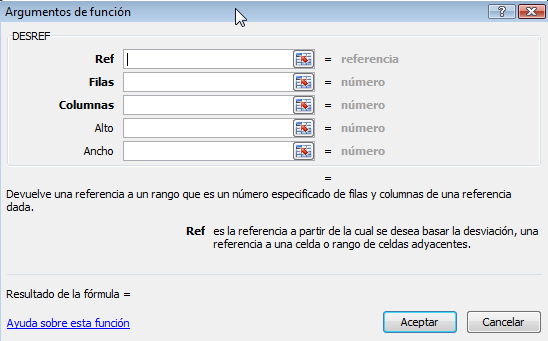 Argumentos de función
DESREF
Ref = referencia
Filas = número
Columnas = número
Alto = número
Ancho = número
=
Devuelve una referencia a un rango que es un número especificado de filas y columnas de una referencia
dada.
Ref es la referencia a partir de la cual se desea basar la desviación, una
referencia a una celda o rango de celdas adyacentes.
Resultado de la fórmula =
Ayuda sobre esta función
Aceptar
Cancelar